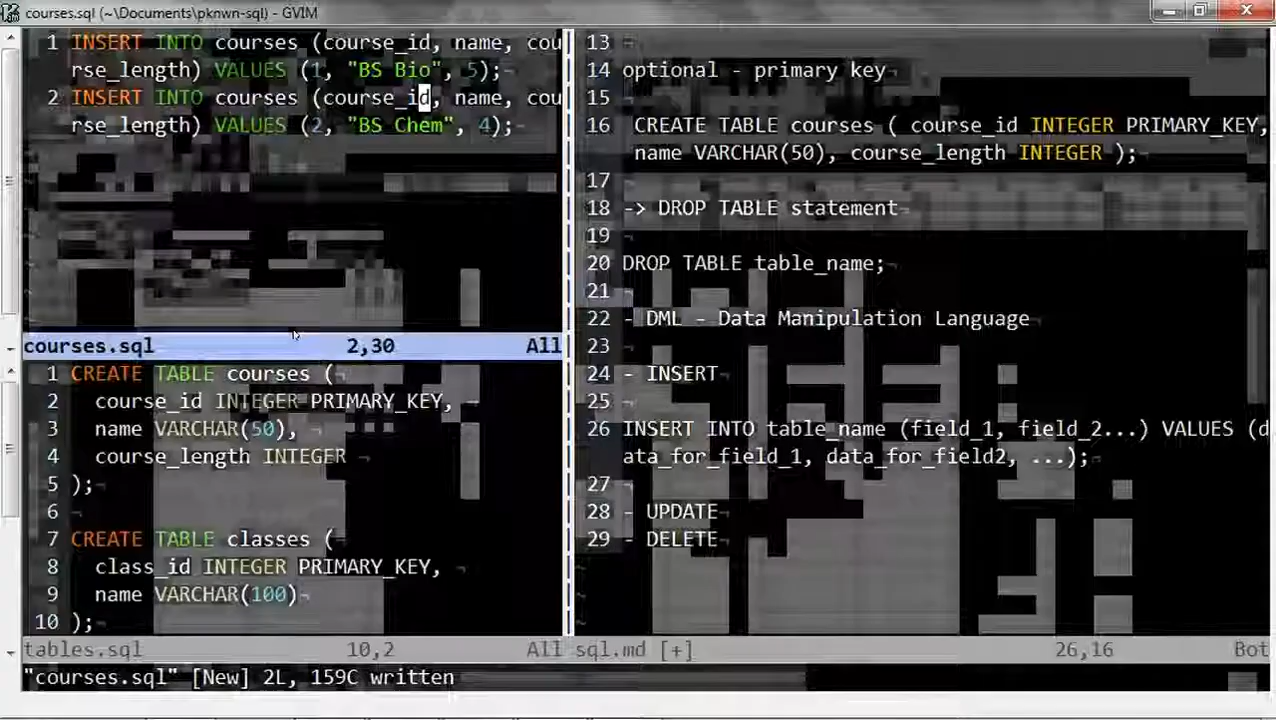 courses.sql (~\Documents\pknwn-sql) - GVIM
1 INSERT INTO courses (course_id, name, cou
rse_length) VALUES (1, "BS Bio", 5);
2 INSERT INTO courses (course_id, name, cou
rse_length) VALUES (2, "BS Chem", 4);
courses.sql 2,30 All
1 CREATE TABLE courses (¬
2 course_id INTEGER PRIMARY_KEY,
3 name VARCHAR(50), ¬
4 course_length INTEGER ¬
5 );¬
6 ¬
7 CREATE TABLE classes (¬
8 class_id INTEGER PRIMARY_KEY, ¬
9 name VARCHAR(100)¬
10 );¬
tables.sql 10,2 All
13 ¬
14 optional - primary key
15 ¬
16 CREATE TABLE courses ( course_id INTEGER PRIMARY_KEY,
name VARCHAR(50), course_length INTEGER );¬
17 ¬
18 -> DROP TABLE statement¬
19 ¬
20 DROP TABLE table_name;¬
21 ¬
22 - DML - Data Manipulation Language
23 ¬
24 - INSERT¬
25 ¬
26 INSERT INTO table_name (field_1, field_2...) VALUES (d
ata_for_field_1, data_for_field2, ...);¬
27 ¬
28 - UPDATE¬
29 - DELETE¬
sql.md [+] 26,16 Bot
"courses.sql" [New] 2L, 159C written